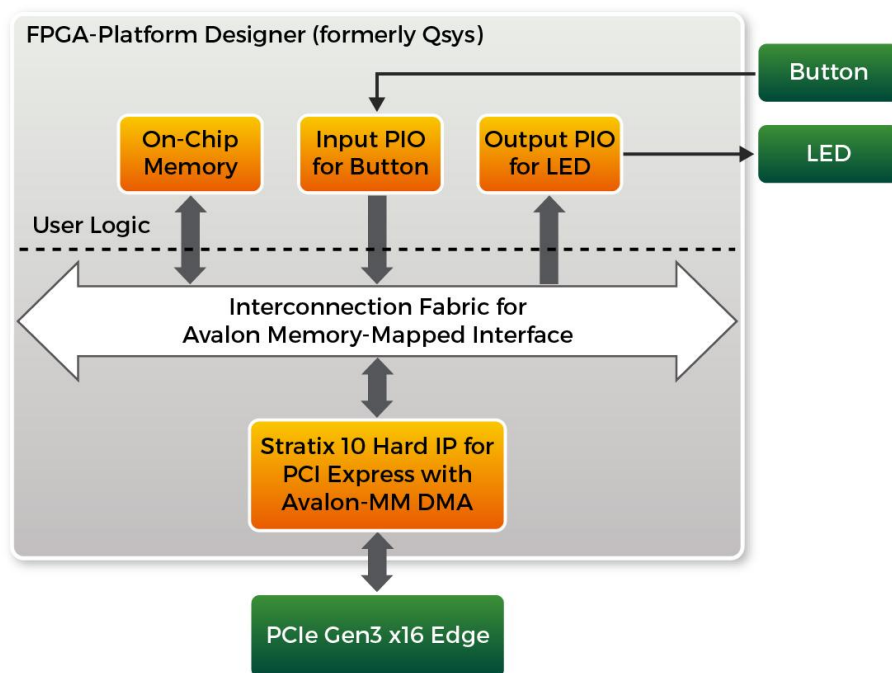 FPGA-Platform Designer (formerly Qsys)
Button
LED
On-Chip
Memory
Input PIO
for Button
Output PIO
for LED
User Logic
Interconnection Fabric for
Avalon Memory-Mapped Interface
Stratix 10 Hard IP for
PCI Express with
Avalon-MM DMA
PCIe Gen3 x16 Edge